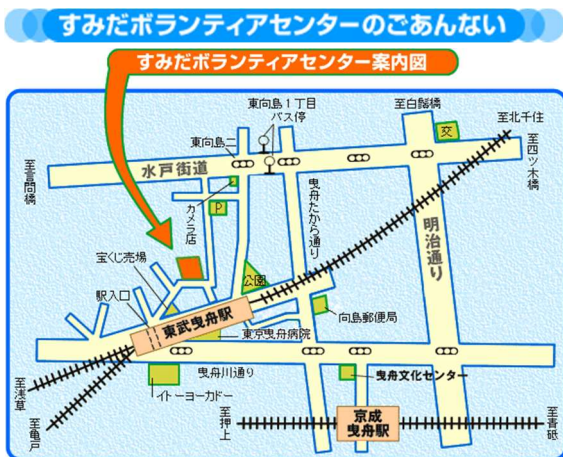 すみだボランティアセンターのごあんない
すみだボランティアセンター案内図
東向島1丁目
バス停
至白鬚橋
至北千住
交
東向島二
至四ツ木橋
水戸街道
至言問橋
カメラ店
P
曳舟たから通り
明治通り
宝くじ売場
公園
駅入口
東武曳舟駅
向島郵便局
東京曳舟病院
曳舟川通り
曳舟文化センター
至浅草
イトーヨーカドー
至亀戸
至押上
京成
曳舟駅
至青砥